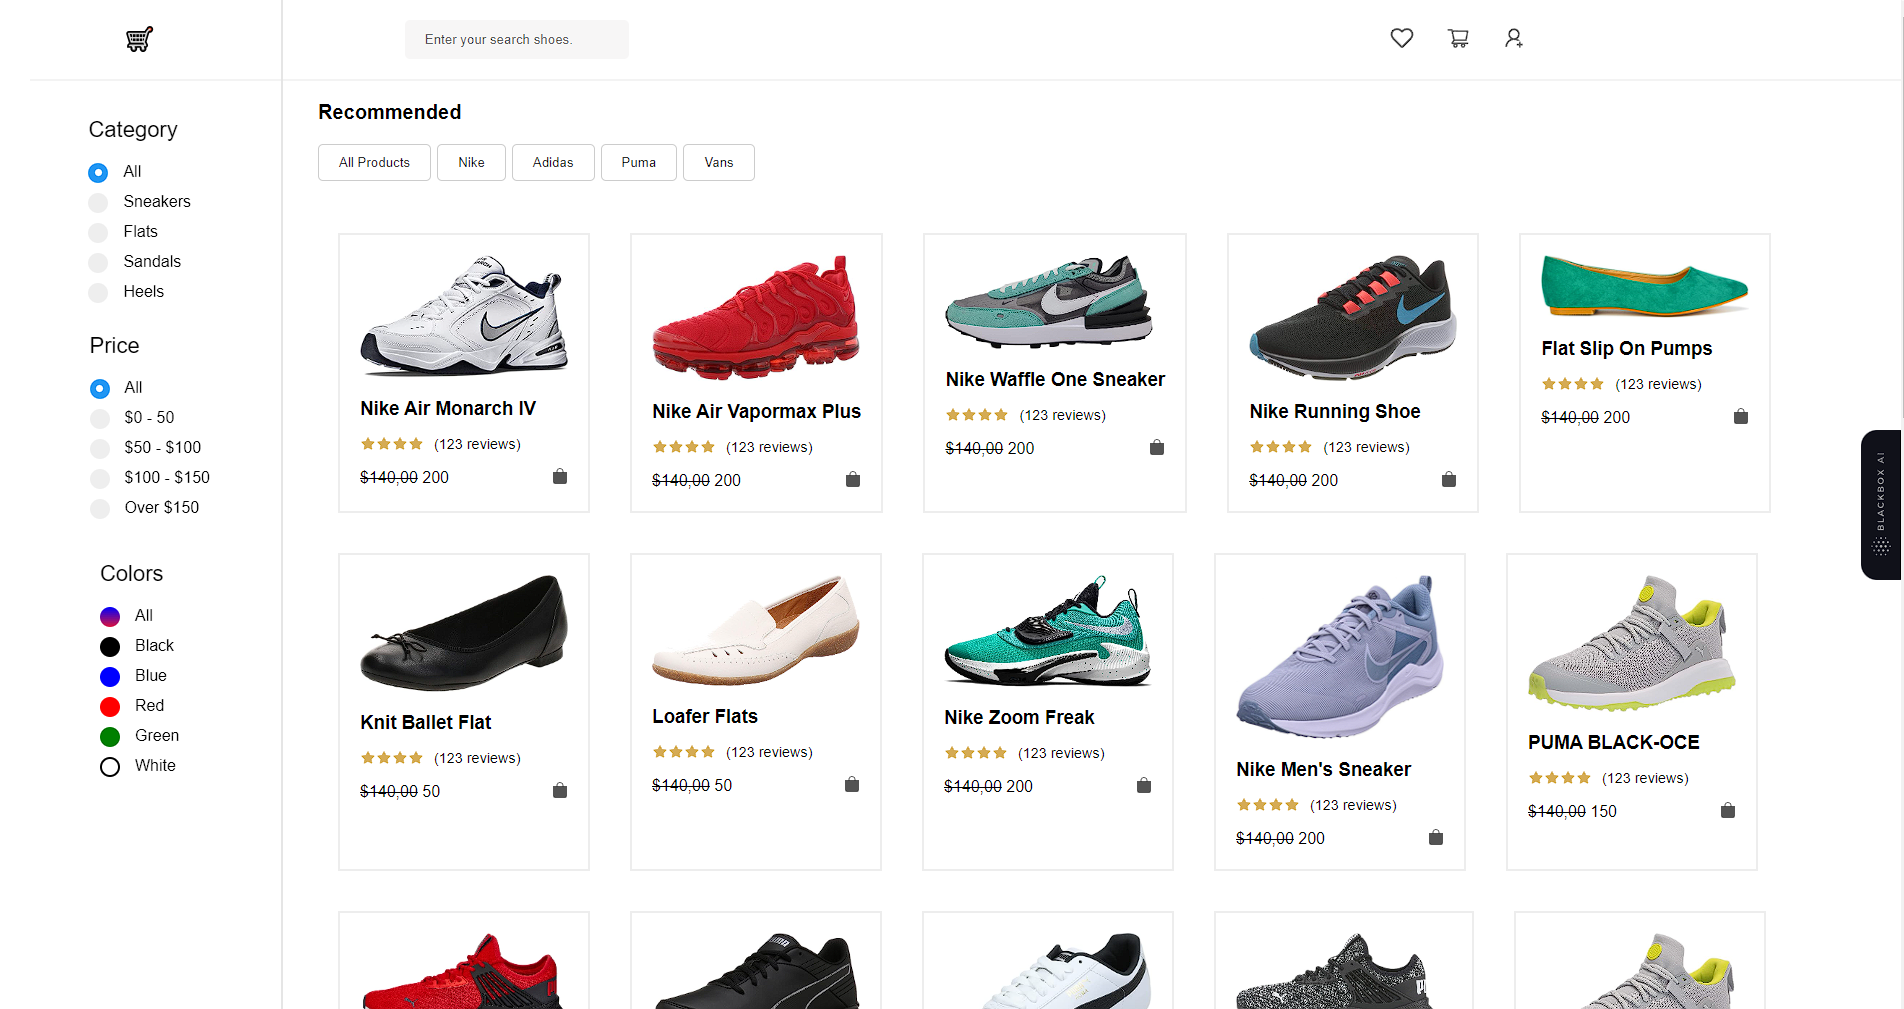 Enter your search shoes.
Recommended
All Products
Nike
Adidas
Puma
Vans
Category
All
Sneakers
Flats
Sandals
Heels
Price
All
$0 - 50
$50 - $100
$100 - $150
Over $150
Colors
All
Black
Blue
Red
Green
White
Nike Air Monarch IV
(123 reviews)
$140,00 200
Nike Air Vapormax Plus
(123 reviews)
$140,00 200
Nike Waffle One Sneaker
(123 reviews)
$140,00 200
Nike Running Shoe
(123 reviews)
$140,00 200
Flat Slip On Pumps
(123 reviews)
$140,00 200
Knit Ballet Flat
(123 reviews)
$140,00 50
Loafer Flats
(123 reviews)
$140,00 50
Nike Zoom Freak
(123 reviews)
$140,00 200
Nike Men's Sneaker
(123 reviews)
$140,00 200
PUMA BLACK-OCE
(123 reviews)
$140,00 150
BLACKBOX AI